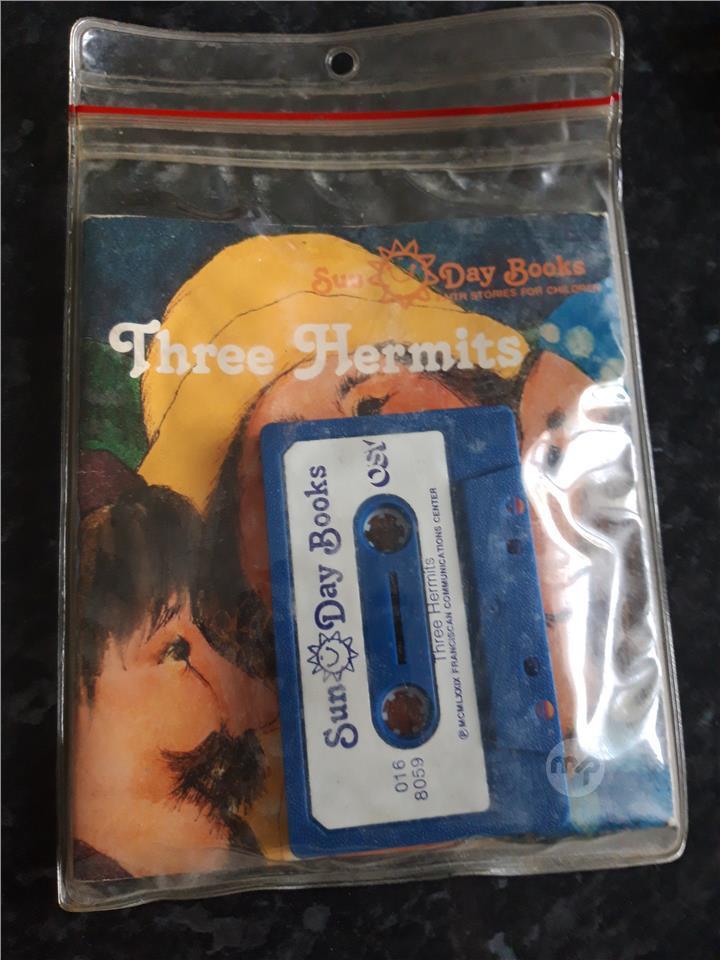 Sun Day Books
STORIES FOR CHILDREN
Three Hermits
Sun Day Books
OSV
Three Hermits
℗ MCMLXXIX FRANCISCAN COMMUNICATIONS CENTER
016
8059